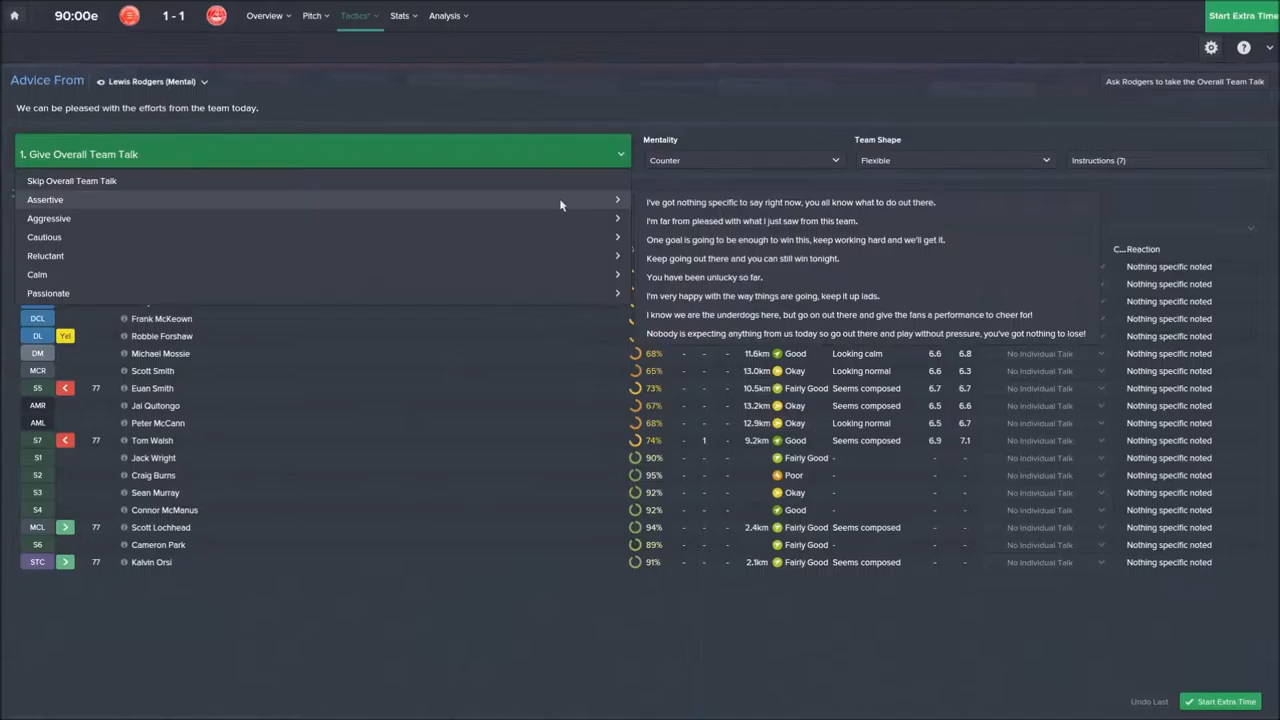 90:00e 1 - 1 Overview Pitch Tactics* Stats Analysis Start Extra Time
Advice From Lewis Rodgers (Mental) Ask Rodgers to take the Overall Team Talk
We can be pleased with the efforts from the team today.
Mentality Team Shape
1. Give Overall Team Talk Counter Flexible Instructions (7)
Skip Overall Team Talk
Assertive I've got nothing specific to say right now, you all know what to do out there.
Aggressive I'm far from pleased with what I just saw from this team.
Cautious One goal is going to be enough to win this, keep working hard and we'll get it.
C... Reaction
Reluctant Keep going out there and you can still win tonight.
Nothing specific noted
Calm You have been unlucky so far.
Nothing specific noted
Passionate I'm very happy with the way things are going, keep it up lads.
Nothing specific noted
DCL Frank McKeown I know we are the underdogs here, but go on out there and give the fans a performance to cheer for! Nothing specific noted
DL Yel Robbie Forshaw Nobody is expecting anything from us today so go out there and play without pressure, you've got nothing to lose! Nothing specific noted
DM Michael Mossie 68% - - 11.6km Good Looking calm 6.6 6.8 No Individual Talk Nothing specific noted
MCR Scott Smith 65% - - 13.0km Okay Looking normal 6.6 6.3 No Individual Talk Nothing specific noted
S5 77 Euan Smith 73% - - 10.5km Fairly Good Seems composed 6.7 6.7 No Individual Talk Nothing specific noted
AMR Jai Quitongo 67% - - 13.2km Okay Seems composed 6.5 6.6 No Individual Talk Nothing specific noted
AML Peter McCann 68% - - 12.9km Okay Looking normal 6.5 6.7 No Individual Talk Nothing specific noted
S7 77 Tom Walsh 74% - 1 - 9.2km Good Seems composed 6.9 7.1 No Individual Talk Nothing specific noted
S1 Jack Wright 90% - - - Fairly Good - - - No Individual Talk Nothing specific noted
S2 Craig Burns 95% - - - Poor - - - No Individual Talk Nothing specific noted
S3 Sean Murray 92% - - - Okay - - - No Individual Talk Nothing specific noted
S4 Connor McManus 92% - - - Good - - - No Individual Talk Nothing specific noted
MCL 77 Scott Lochhead 94% - - - 2.4km Fairly Good Seems composed - - No Individual Talk Nothing specific noted
S6 Cameron Park 89% - - - Fairly Good - - - No Individual Talk Nothing specific noted
STC 77 Kalvin Orsi 91% - - - 2.1km Fairly Good Seems composed - - No Individual Talk Nothing specific noted
Undo Last Start Extra Time